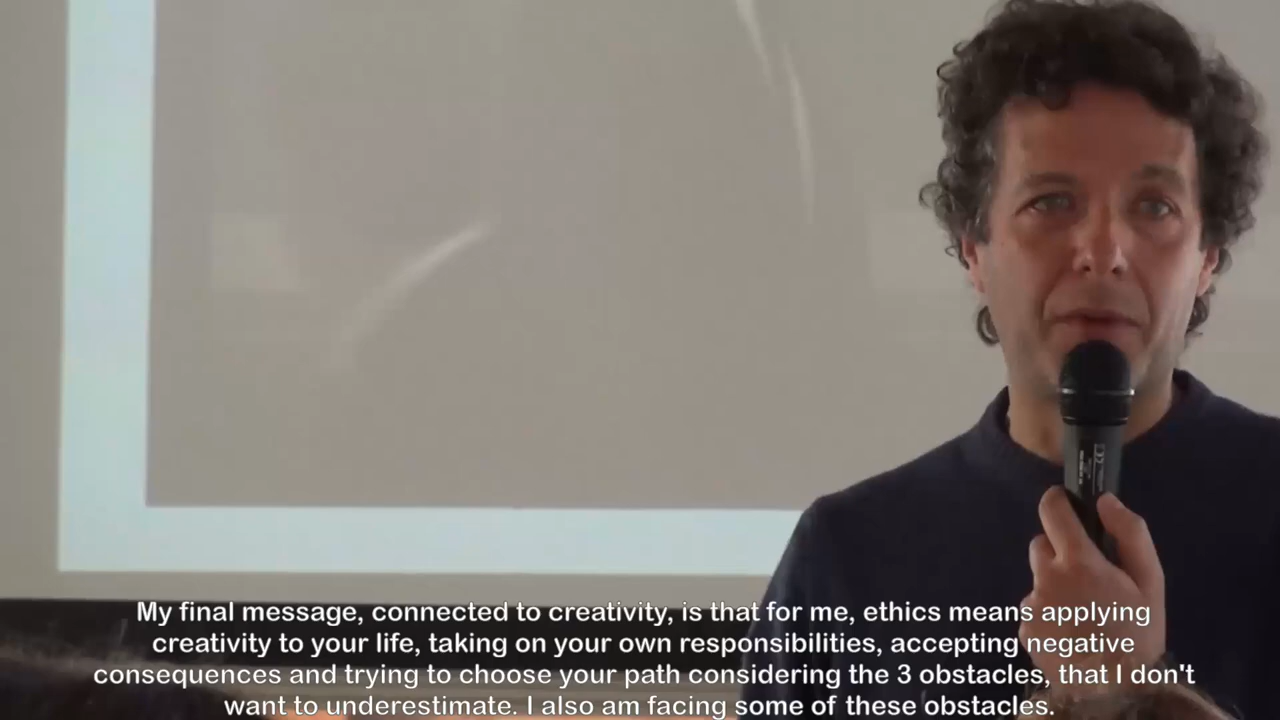 My final message, connected to creativity, is that for me, ethics means applying
creativity to your life, taking on your own responsibilities, accepting negative
consequences and trying to choose your path considering the 3 obstacles, that I don't
want to underestimate. I also am facing some of these obstacles.